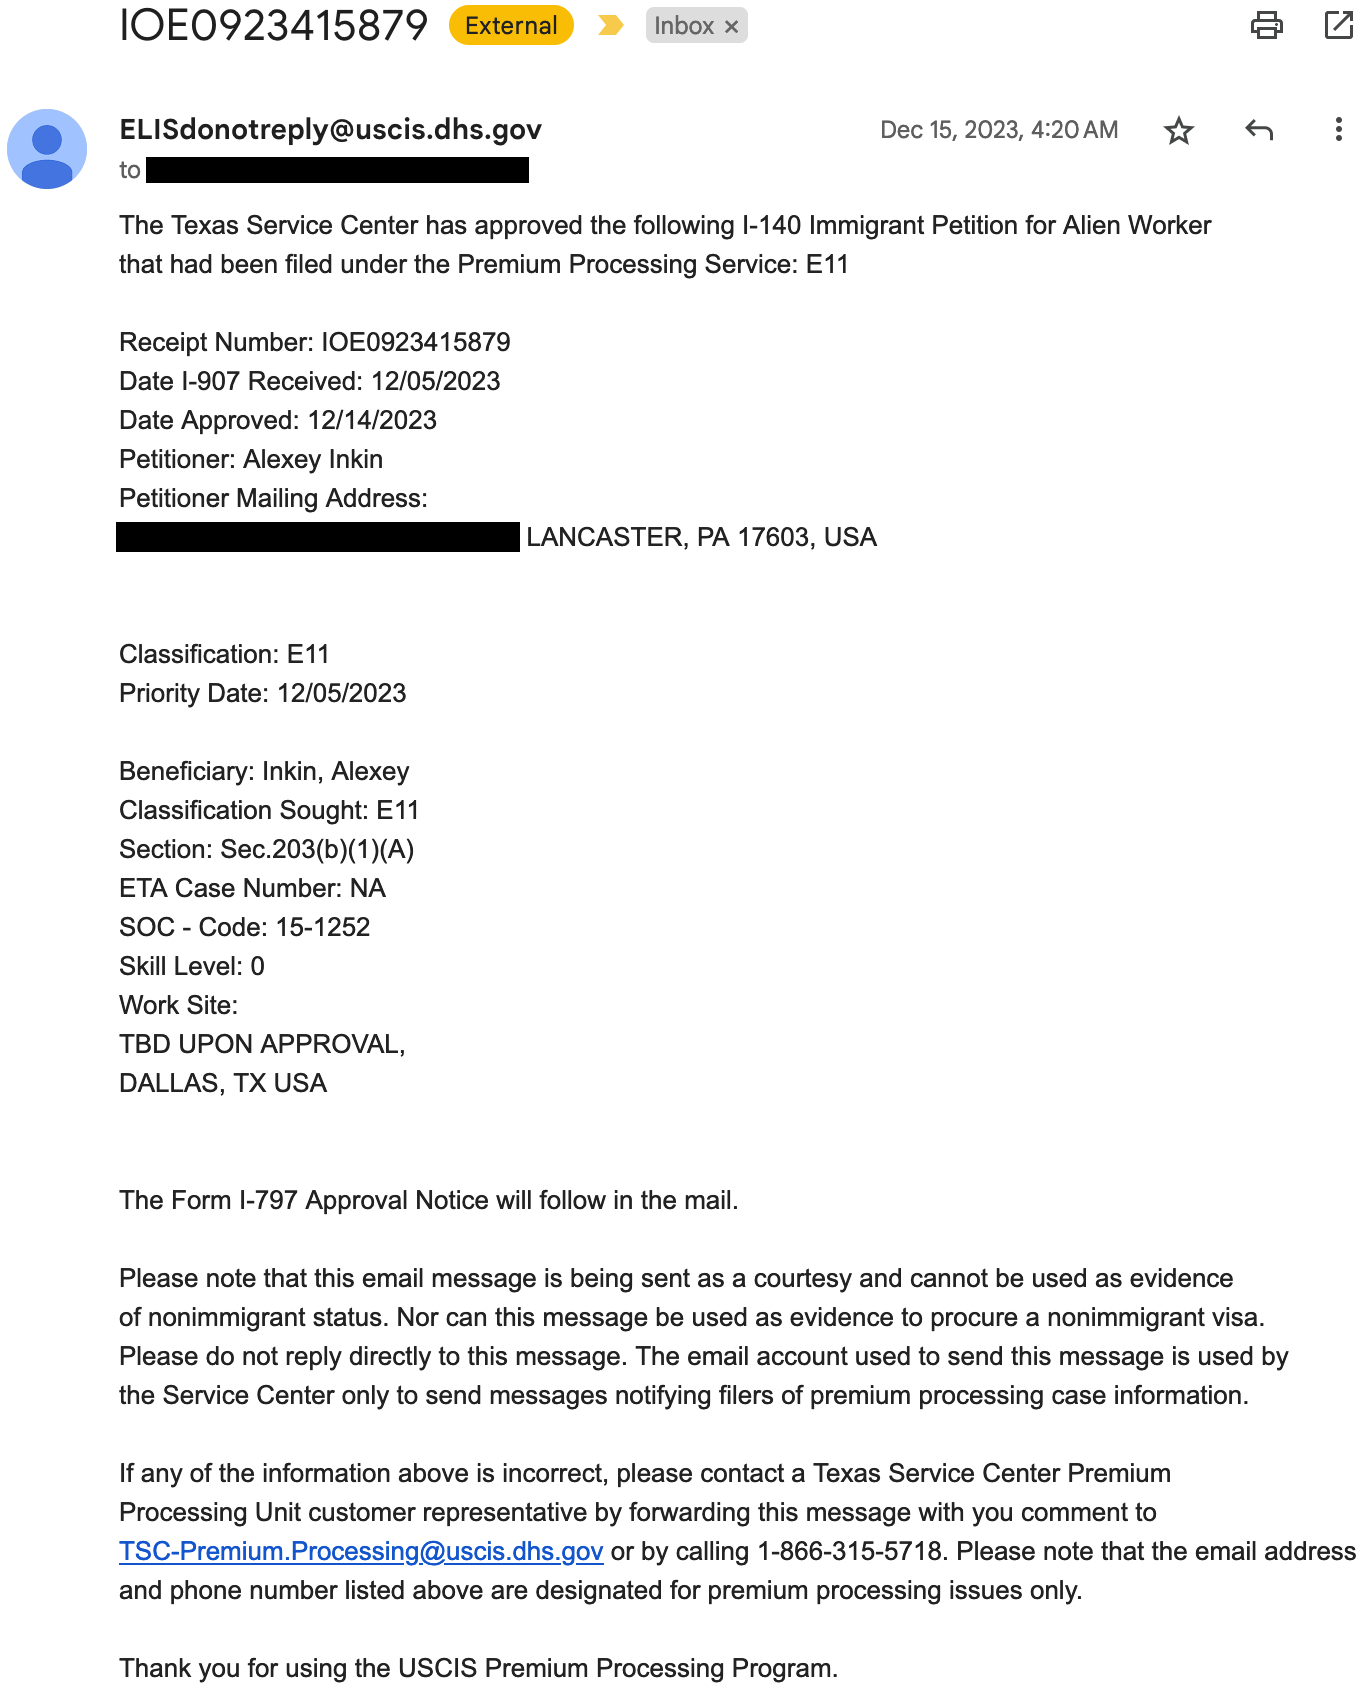 IOE0923415879 External Inbox ×
ELISdonotreply@uscis.dhs.gov Dec 15, 2023, 4:20 AM
to
The Texas Service Center has approved the following I-140 Immigrant Petition for Alien Worker
that had been filed under the Premium Processing Service: E11
Receipt Number: IOE0923415879
Date I-907 Received: 12/05/2023
Date Approved: 12/14/2023
Petitioner: Alexey Inkin
Petitioner Mailing Address:
LANCASTER, PA 17603, USA
Classification: E11
Priority Date: 12/05/2023
Beneficiary: Inkin, Alexey
Classification Sought: E11
Section: Sec.203(b)(1)(A)
ETA Case Number: NA
SOC - Code: 15-1252
Skill Level: 0
Work Site:
TBD UPON APPROVAL,
DALLAS, TX USA
The Form I-797 Approval Notice will follow in the mail.
Please note that this email message is being sent as a courtesy and cannot be used as evidence
of nonimmigrant status. Nor can this message be used as evidence to procure a nonimmigrant visa.
Please do not reply directly to this message. The email account used to send this message is used by
the Service Center only to send messages notifying filers of premium processing case information.
If any of the information above is incorrect, please contact a Texas Service Center Premium
Processing Unit customer representative by forwarding this message with you comment to
TSC-Premium.Processing@uscis.dhs.gov or by calling 1-866-315-5718. Please note that the email address
and phone number listed above are designated for premium processing issues only.
Thank you for using the USCIS Premium Processing Program.